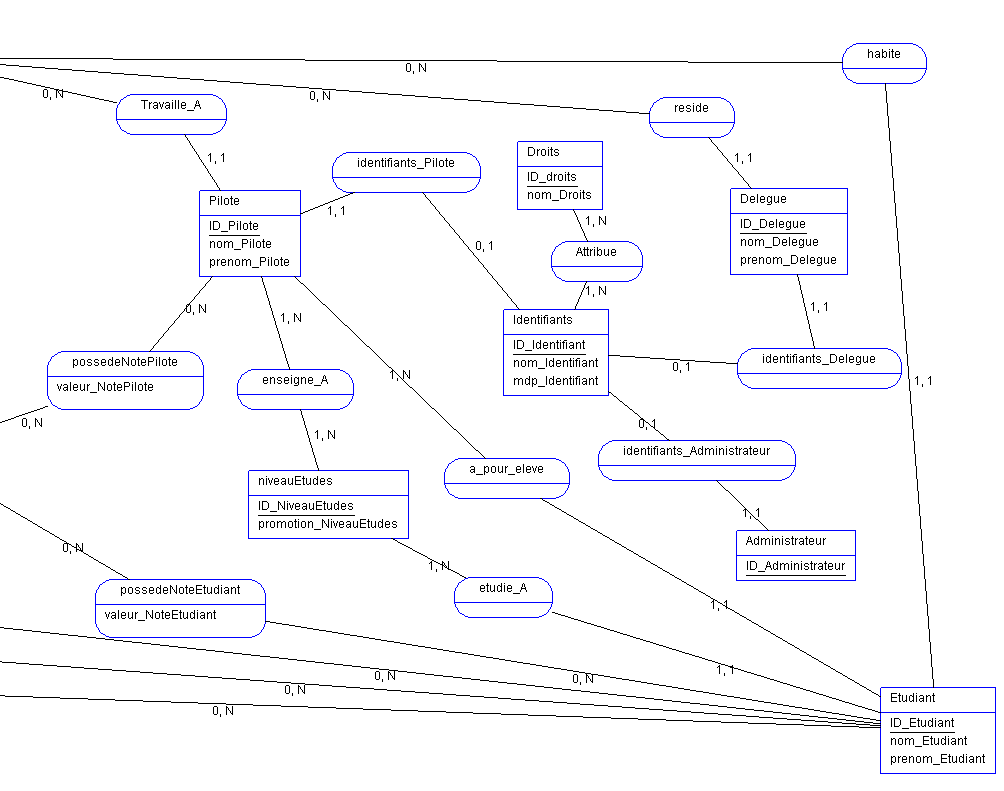 habite
0, N
0, N
0, N
Travaille_A
reside
1, 1
1, 1
identifiants_Pilote
Droits
ID_droits
nom_Droits
Pilote
ID_Pilote
nom_Pilote
prenom_Pilote
1, 1
Delegue
ID_Delegue
nom_Delegue
prenom_Delegue
1, N
0, 1
Attribue
1, N
0, N
1, N
1, 1
Identifiants
ID_Identifiant
nom_Identifiant
mdp_Identifiant
possedeNotePilote
valeur_NotePilote
identifiants_Delegue
0, 1
enseigne_A
1, N
1, 1
0, N
0, 1
1, N
identifiants_Administrateur
a_pour_eleve
niveauEtudes
ID_NiveauEtudes
promotion_NiveauEtudes
1, 1
Administrateur
ID_Administrateur
0, N
1, N
possedeNoteEtudiant
valeur_NoteEtudiant
etudie_A
1, 1
1, 1
0, N
0, N
0, N
0, N
Etudiant
ID_Etudiant
nom_Etudiant
prenom_Etudiant